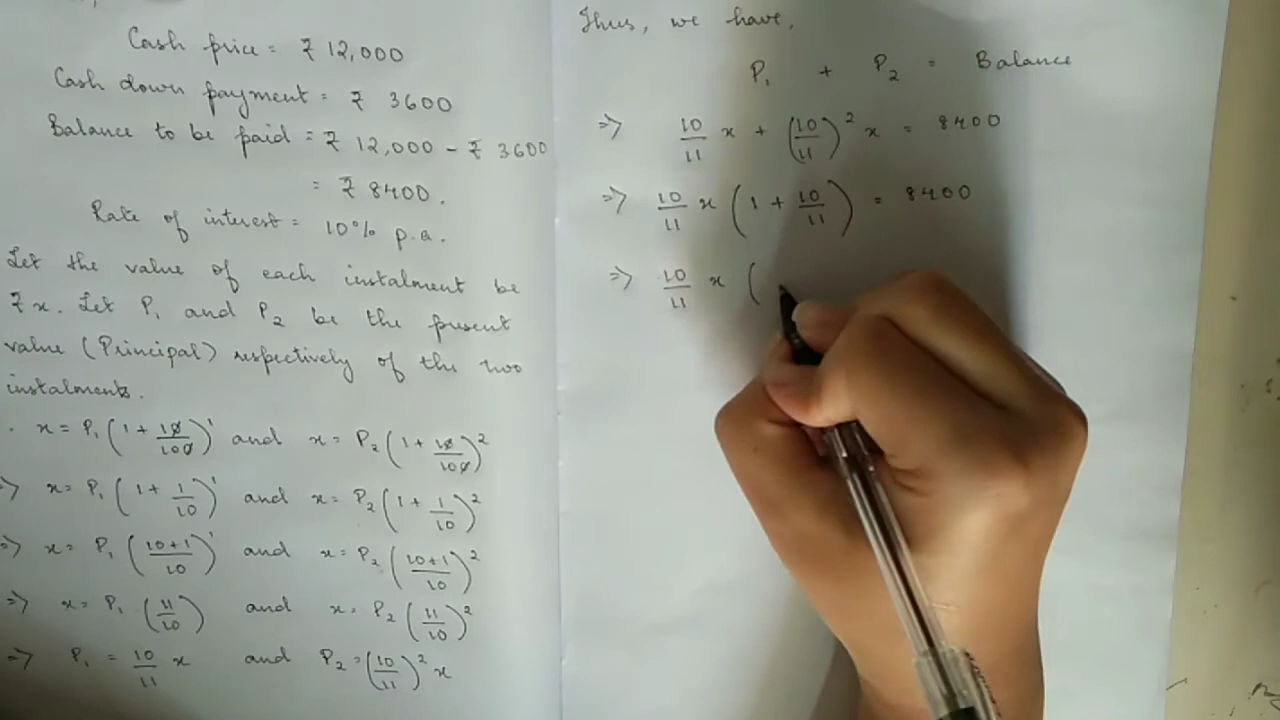 Cash price = ₹ 12,000
Cash down payment = ₹ 3600
Balance to be paid = ₹ 12,000 - ₹ 3600
= ₹ 8400.
Rate of interest = 10% p.a.
Let the value of each instalment be
₹ x. Let P₁ and P₂ be the present
value (Principal) respectively of the two
instalments.
x = P₁ (1 + 10/100)¹ and x = P₂ (1 + 10/100)²
=> x = P₁ (1 + 1/10)¹ and x = P₂ (1 + 1/10)²
=> x = P₁ ((10+1)/10)¹ and x = P₂ ((10+1)/10)²
=> x = P₁ (11/10) and x = P₂ (11/10)²
=> P₁ = 10/11 x and P₂ = (10/11)² x
Thus, we have,
P₁ + P₂ = Balance
=> 10/11 x + (10/11)² x = 8400
=> 10/11 x (1 + 10/11) = 8400
=> 10/11 x (